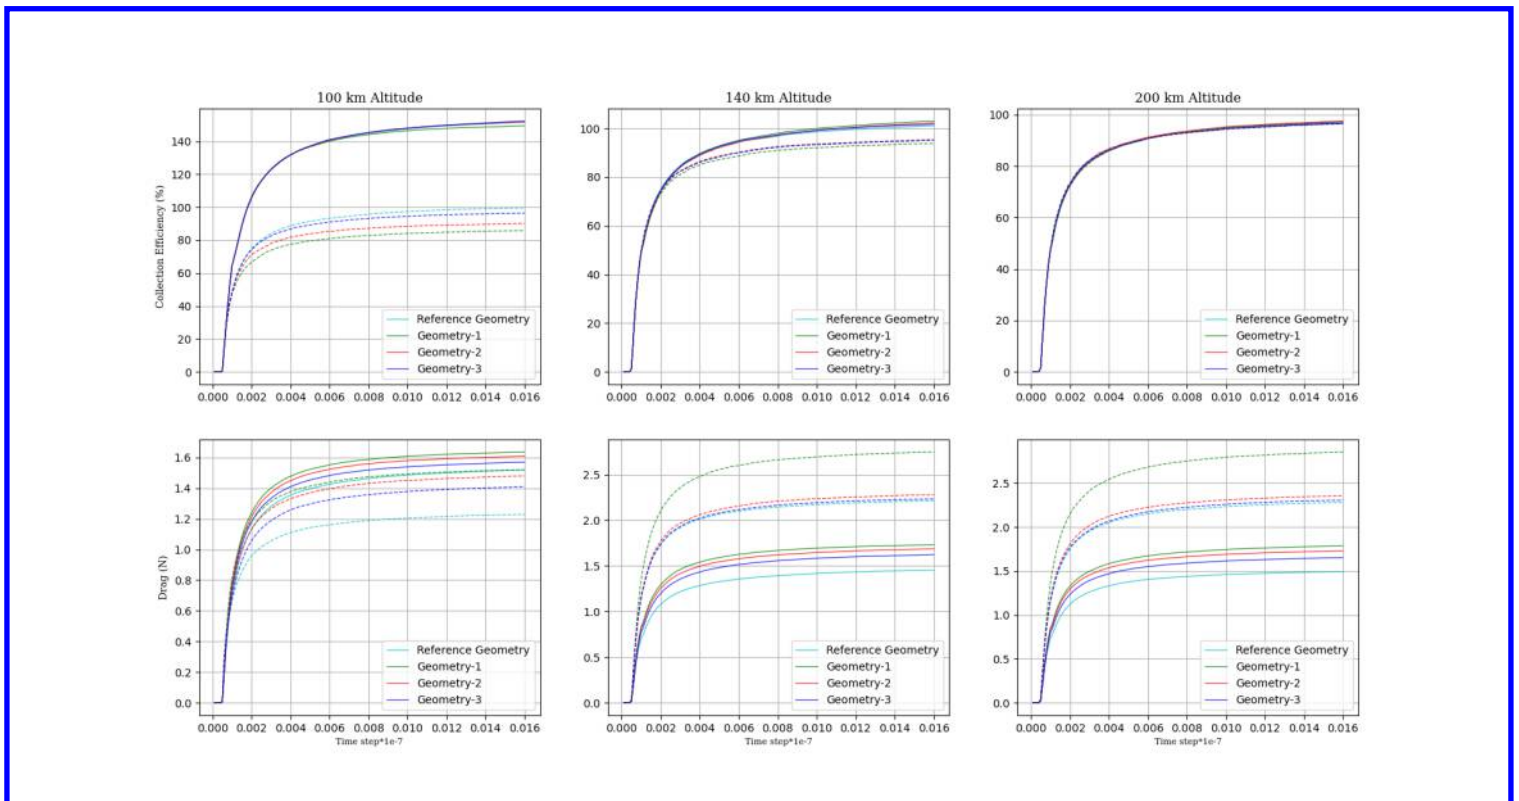 100 km Altitude
140 km Altitude
200 km Altitude
Collection Efficiency (%)
140
120
100
80
60
40
20
0
Reference Geometry
Geometry-1
Geometry-2
Geometry-3
0.000 0.002 0.004 0.006 0.008 0.010 0.012 0.014 0.016
100
80
60
40
20
0
Reference Geometry
Geometry-1
Geometry-2
Geometry-3
0.000 0.002 0.004 0.006 0.008 0.010 0.012 0.014 0.016
100
80
60
40
20
0
Reference Geometry
Geometry-1
Geometry-2
Geometry-3
0.000 0.002 0.004 0.006 0.008 0.010 0.012 0.014 0.016
Drag (N)
1.6
1.4
1.2
1.0
0.8
0.6
0.4
0.2
0.0
Reference Geometry
Geometry-1
Geometry-2
Geometry-3
0.000 0.002 0.004 0.006 0.008 0.010 0.012 0.014 0.016
Time step*1e-7
2.5
2.0
1.5
1.0
0.5
0.0
Reference Geometry
Geometry-1
Geometry-2
Geometry-3
0.000 0.002 0.004 0.006 0.008 0.010 0.012 0.014 0.016
Time step*1e-7
2.5
2.0
1.5
1.0
0.5
0.0
Reference Geometry
Geometry-1
Geometry-2
Geometry-3
0.000 0.002 0.004 0.006 0.008 0.010 0.012 0.014 0.016
Time step*1e-7